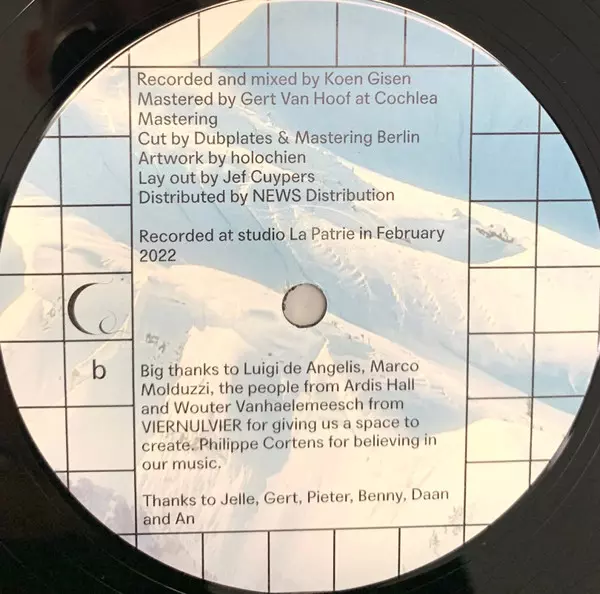 Recorded and mixed by Koen Gisen
Mastered by Gert Van Hoof at Cochlea
Mastering
Cut by Dubplates & Mastering Berlin
Artwork by holochien
Lay out by Jef Cuypers
Distributed by NEWS Distribution
Recorded at studio La Patrie in February
2022
b
Big thanks to Luigi de Angelis, Marco
Molduzzi, the people from Ardis Hall
and Wouter Vanhaelemeesch from
VIERNULVIER for giving us a space to
create. Philippe Cortens for believing in
our music.
Thanks to Jelle, Gert, Pieter, Benny, Daan
and An